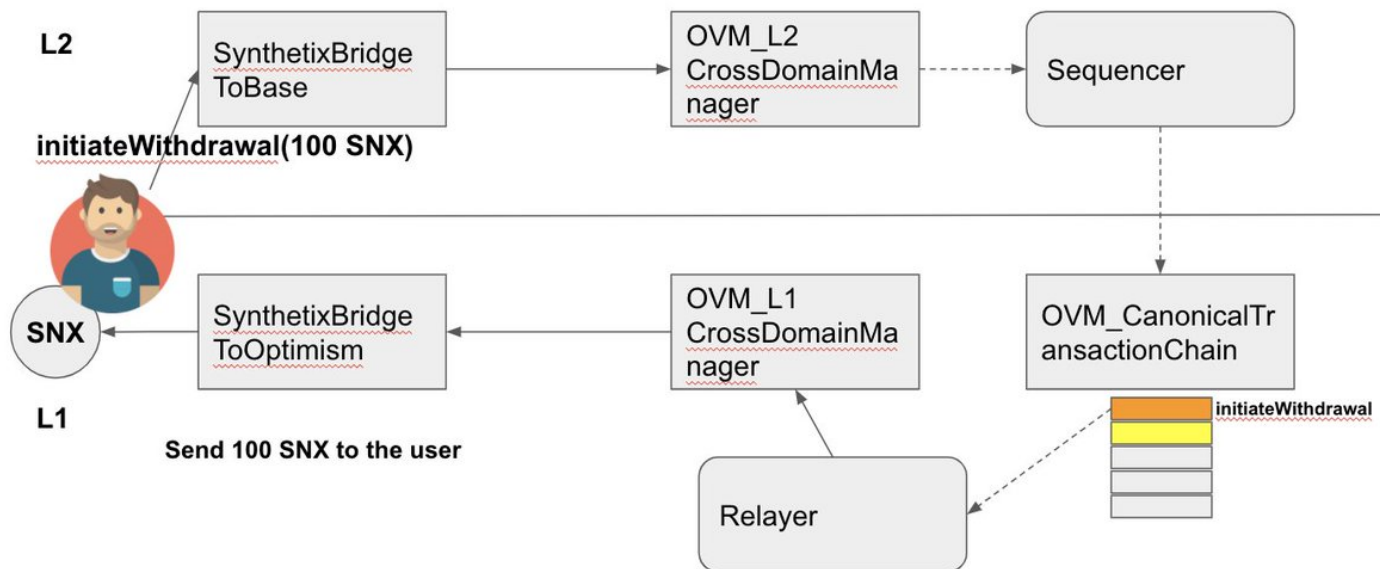 L2
SynthetixBridge
ToBase
OVM_L2
CrossDomainMa
nager
Sequencer
initiateWithdrawal(100 SNX)
SNX
SynthetixBridge
ToOptimism
OVM_L1
CrossDomainMa
nager
OVM_CanonicalTr
ansactionChain
L1
initiateWithdrawal
Send 100 SNX to the user
Relayer